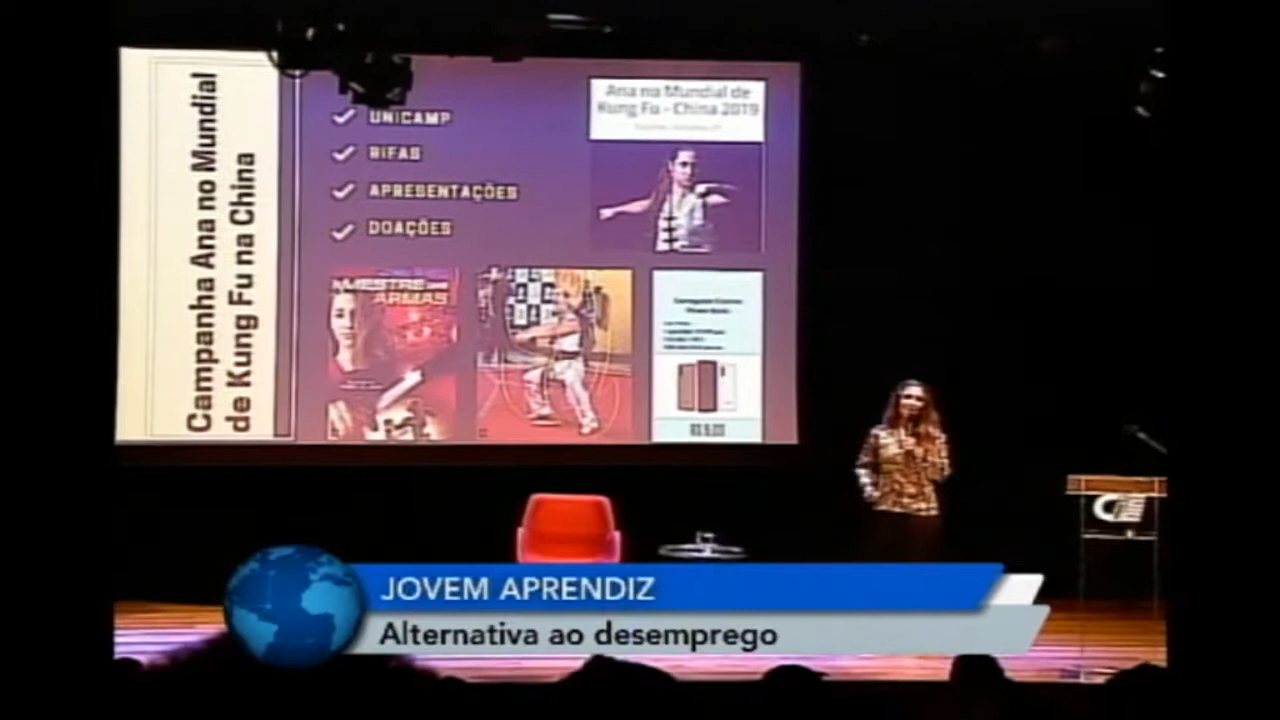 Campanha Ana no Mundial
de Kung Fu na China
UNICAMP
RIFAS
APRESENTAÇÕES
DOAÇÕES
Ana no Mundial de
Kung Fu - China 2019
MESTRE DAS
ARMAS
JOVEM APRENDIZ
Alternativa ao desemprego